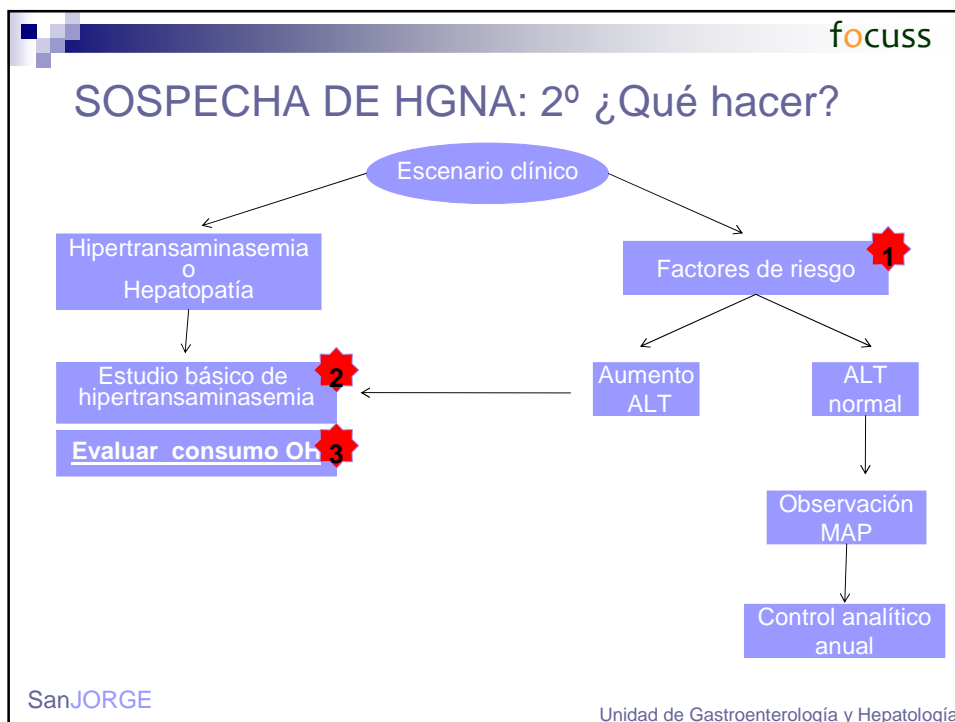 focuss
SOSPECHA DE HGNA: 2º ¿Qué hacer?
Escenario clínico
Hipertransaminasemia
o
Hepatopatía
Factores de riesgo
1
Estudio básico de
hipertransaminasemia
2
Aumento
ALT
ALT
normal
Evaluar consumo OH
3
Observación
MAP
Control analítico
anual
SanJORGE
Unidad de Gastroenterología y Hepatología